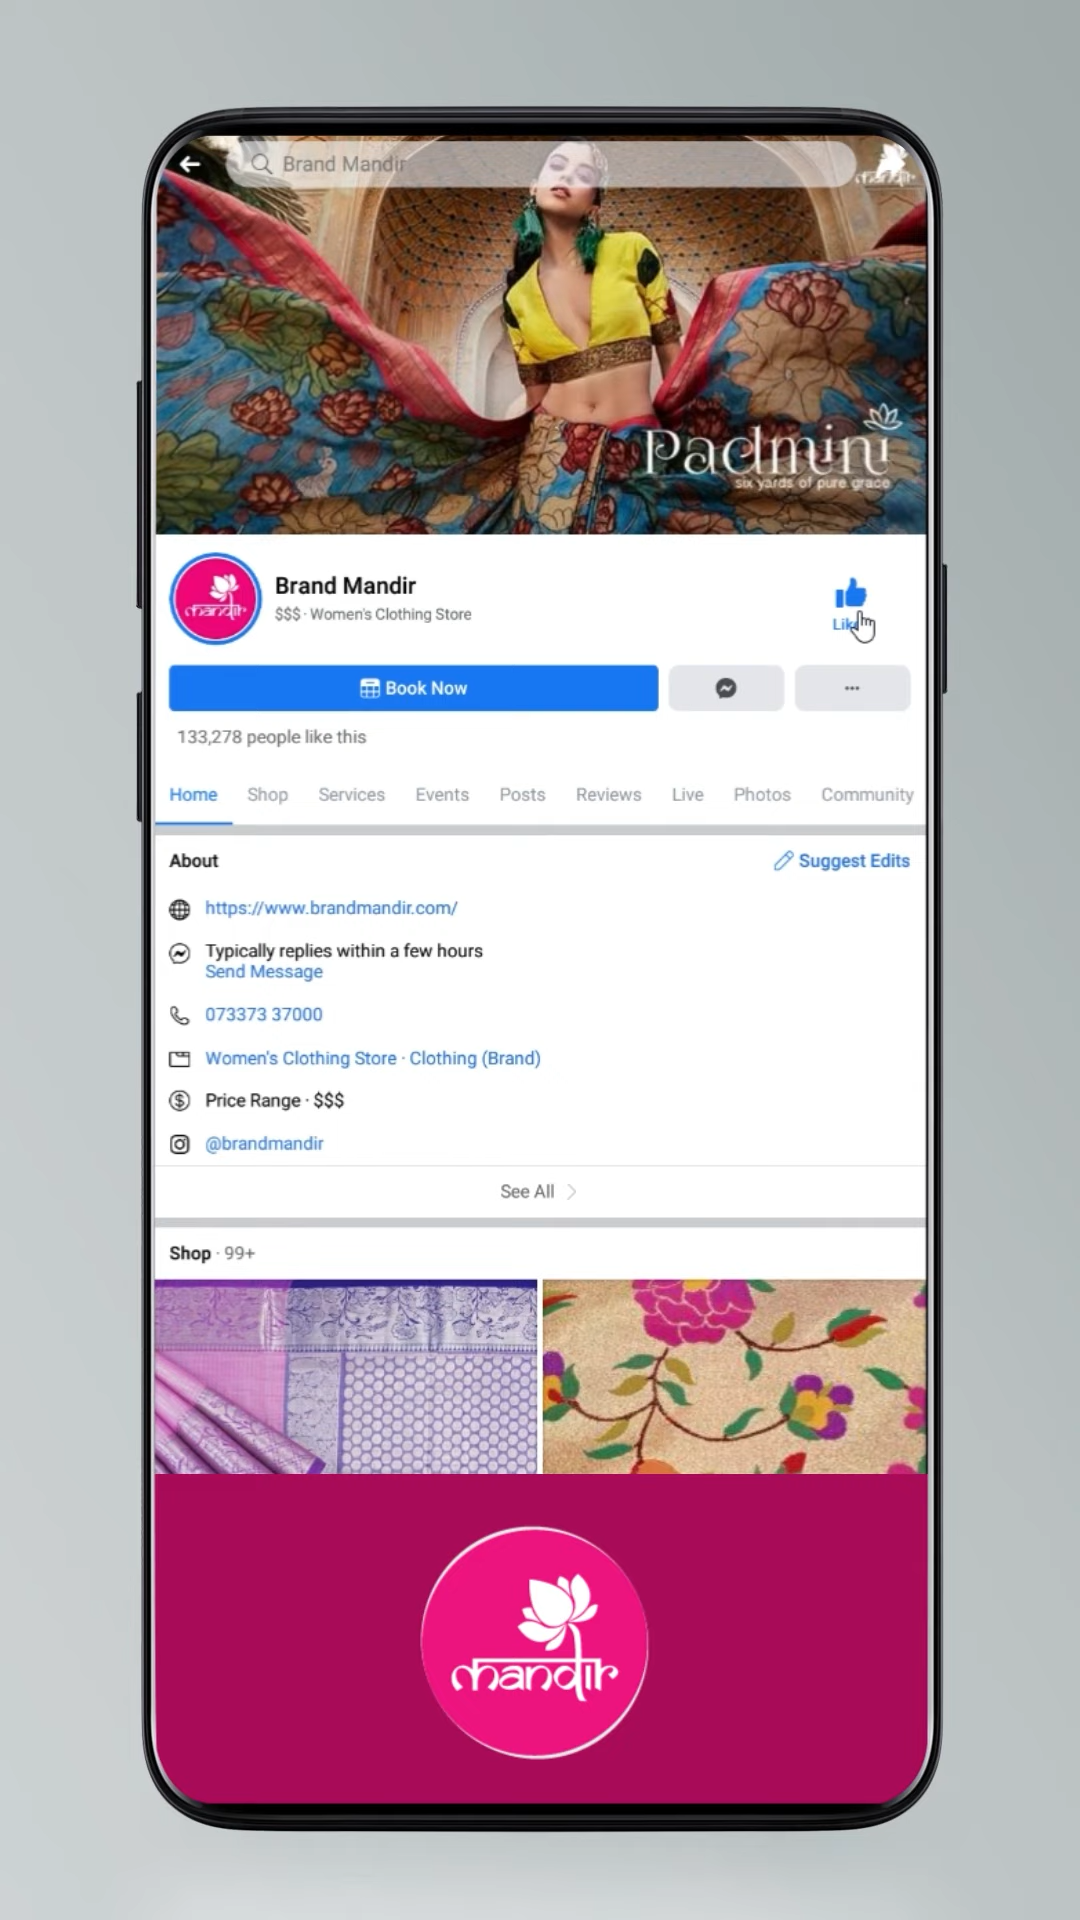 Brand Mandir
mandir
Padmini
six yards of pure grace
mandir
Brand Mandir
$$$ · Women's Clothing Store
Book Now
133,278 people like this
Home Shop Services Events Posts Reviews Live Photos Community
About
Suggest Edits
https://www.brandmandir.com/
Typically replies within a few hours
Send Message
073373 37000
Women's Clothing Store · Clothing (Brand)
Price Range · $$$
@brandmandir
See All
Shop · 99+
mandir